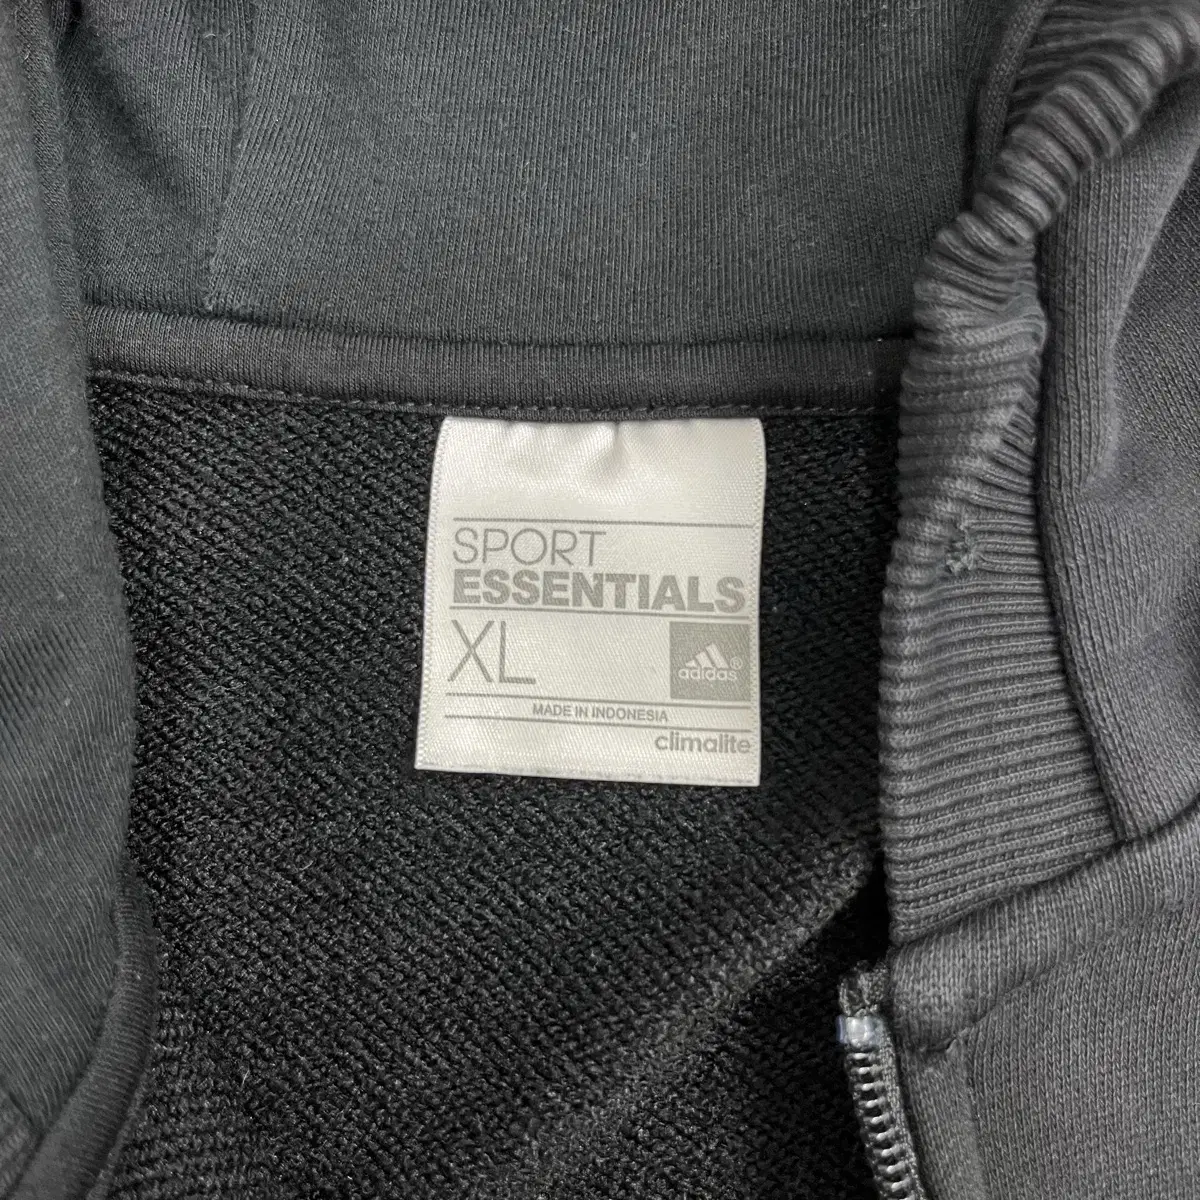 SPORT
ESSENTIALS
XL
adidas®
MADE IN INDONESIA
climalite